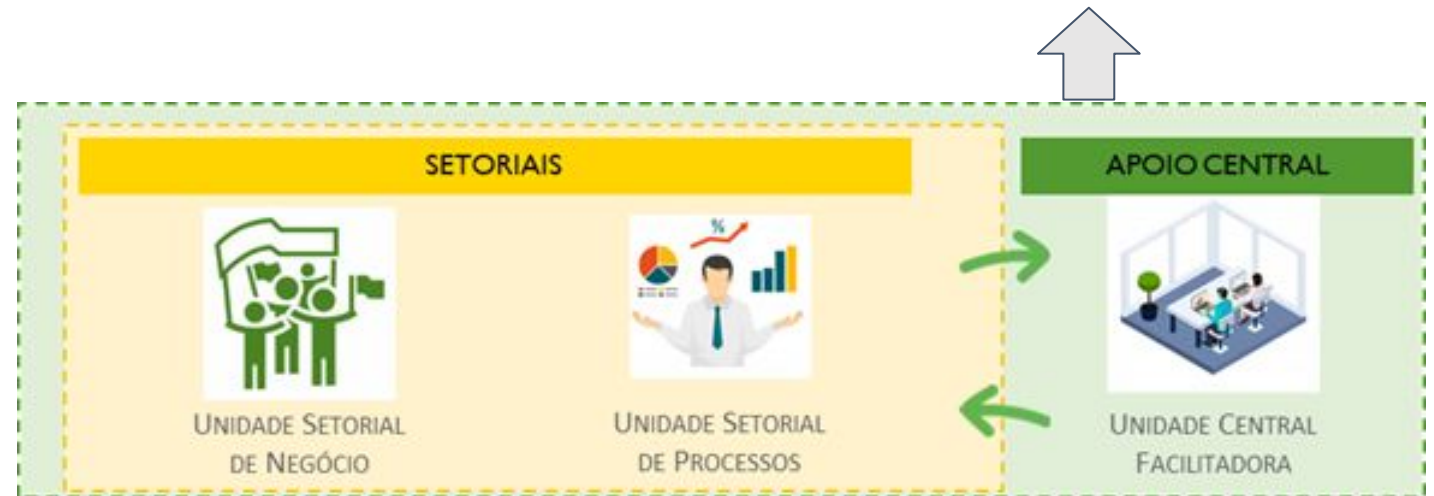 SETORIAIS
APOIO CENTRAL
%
UNIDADE SETORIAL
DE NEGÓCIO
UNIDADE SETORIAL
DE PROCESSOS
UNIDADE CENTRAL
FACILITADORA